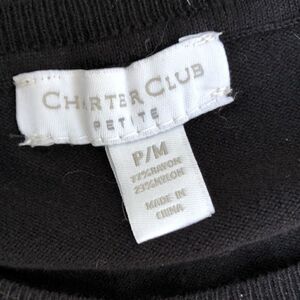 CHARTER CLUB
PETITE
P/M
77%RAYON
23%NYLON
MADE IN
CHINA